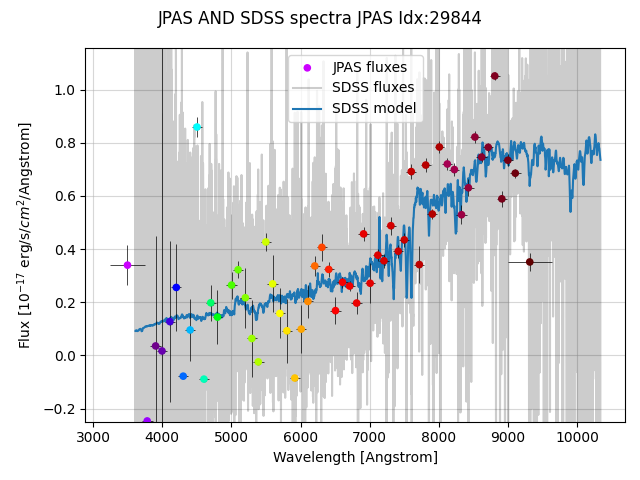 JPAS AND SDSS spectra JPAS Idx:29844
JPAS fluxes
SDSS fluxes
SDSS model
Flux [10⁻¹⁷ erg/s/cm²/Angstrom]
1.0
0.8
0.6
0.4
0.2
0.0
−0.2
3000 4000 5000 6000 7000 8000 9000 10000
Wavelength [Angstrom]